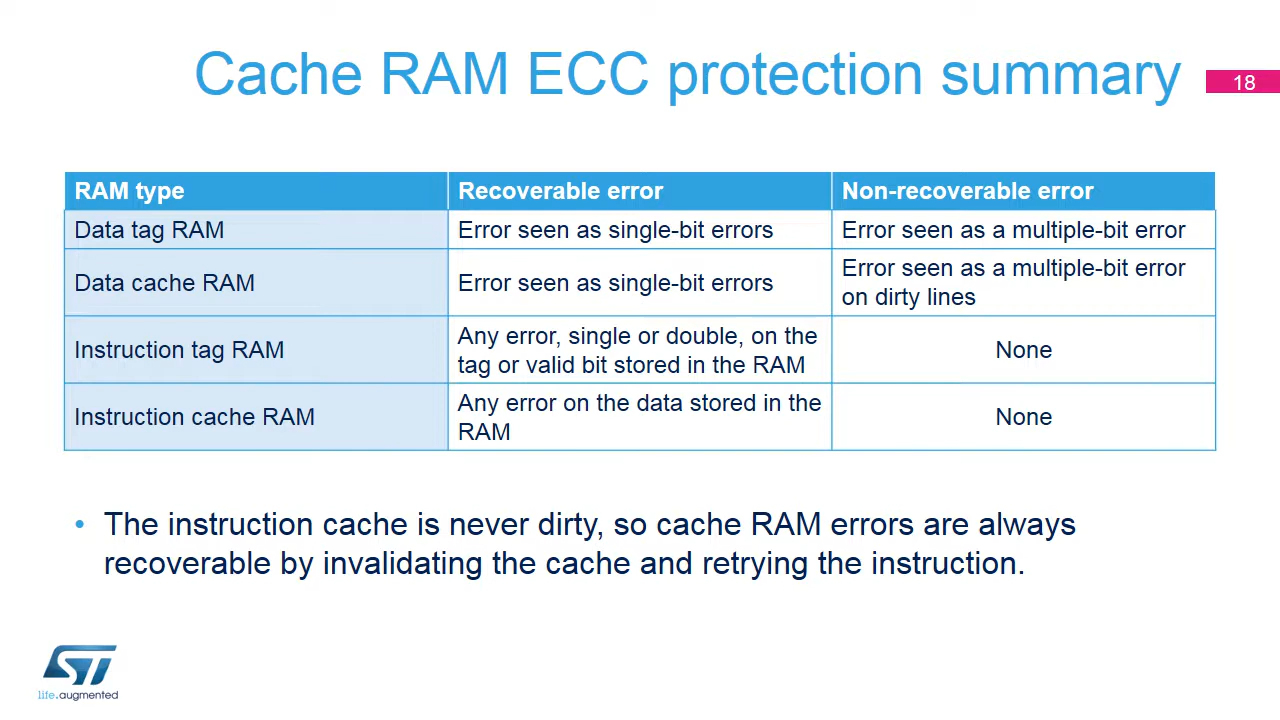 Cache RAM ECC protection summary
18
RAM type
Recoverable error
Non-recoverable error
Data tag RAM
Error seen as single-bit errors
Error seen as a multiple-bit error
Data cache RAM
Error seen as single-bit errors
Error seen as a multiple-bit error
on dirty lines
Instruction tag RAM
Any error, single or double, on the
tag or valid bit stored in the RAM
None
Instruction cache RAM
Any error on the data stored in the
RAM
None
• The instruction cache is never dirty, so cache RAM errors are always
recoverable by invalidating the cache and retrying the instruction.
ST
life.augmented